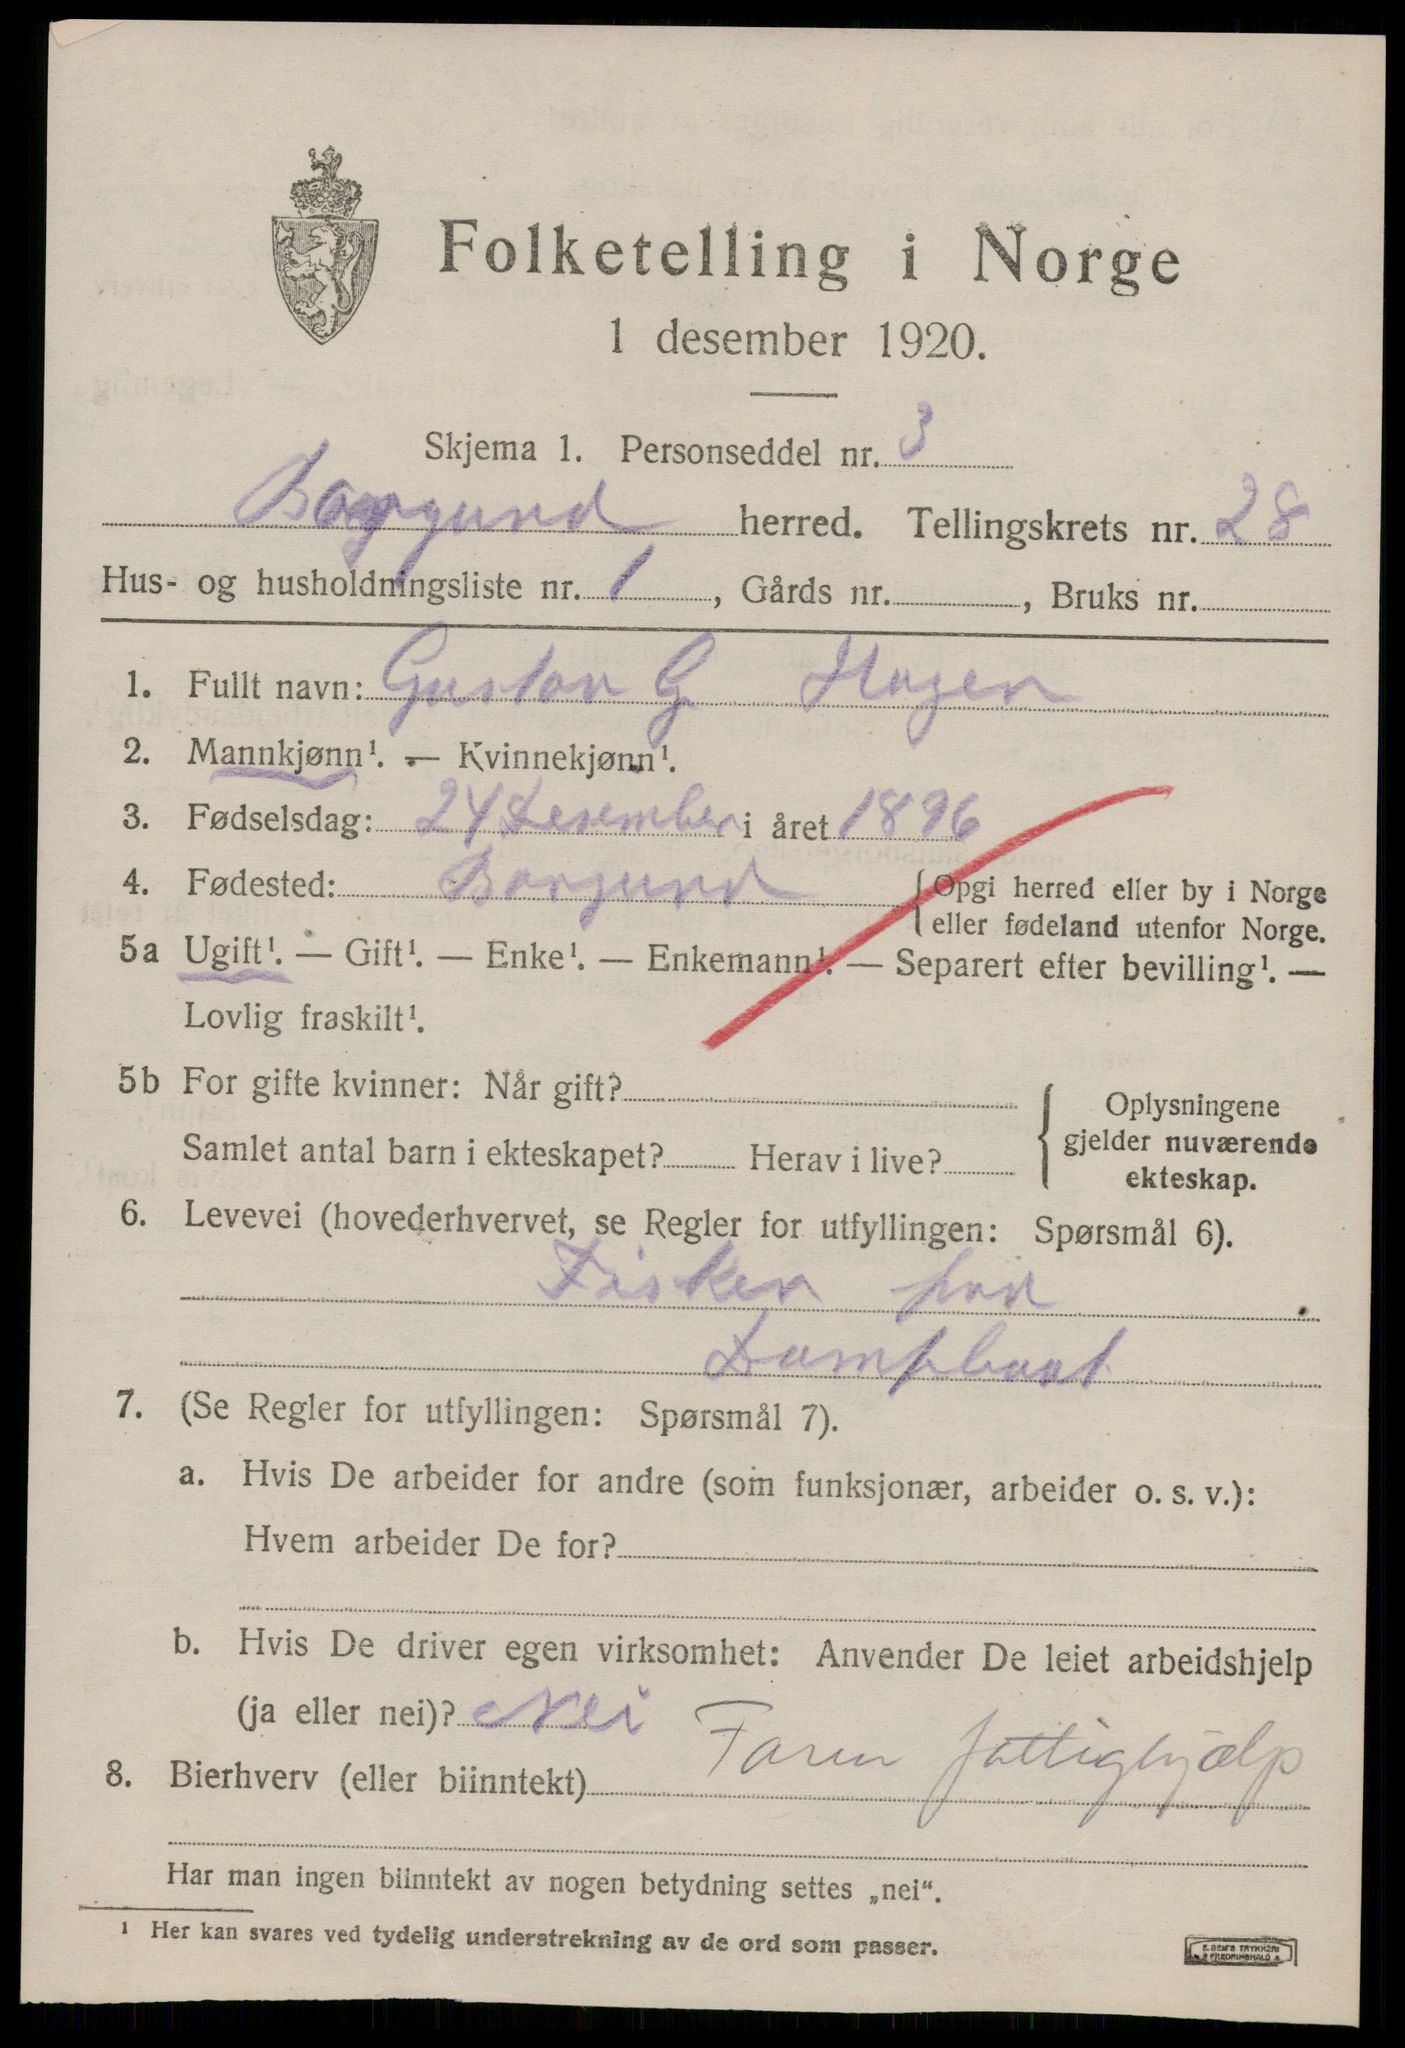 Folketelling i Norge
1 desember 1920.
Skjema 1. Personseddel nr. 3
Borgund herred. Tellingskrets nr. 28
Hus- og husholdningsliste nr. 1, Gårds nr. , Bruks nr.
1. Fullt navn: Gustav G Hagen
2. Mannkjønn¹. — Kvinnekjønn¹.
3. Fødselsdag: 24 Desember i året 1896
4. Fødested: Borgund {Opgi herred eller by i Norge
eller fødeland utenfor Norge.
5a Ugift¹. — Gift¹. — Enke¹. — Enkemann¹. — Separert efter bevilling¹. —
Lovlig fraskilt¹.
5b For gifte kvinner: Når gift?
Samlet antal barn i ekteskapet? Herav i live?
{Oplysningene
gjelder nuværende
ekteskap.
6. Levevei (hovederhvervet, se Regler for utfyllingen: Spørsmål 6).
Fisker paa
Dampbaat
7. (Se Regler for utfyllingen: Spørsmål 7).
a. Hvis De arbeider for andre (som funksjonær, arbeider o. s. v.):
Hvem arbeider De for?
b. Hvis De driver egen virksomhet: Anvender De leiet arbeidshjelp
(ja eller nei)? Nei
8. Bierhverv (eller biinntekt) Faren fattighjælp
Har man ingen biinntekt av nogen betydning settes „nei“.
¹ Her kan svares ved tydelig understrekning av de ord som passer.
E. SEM'S TRYKKERI
FREDRIKSHALD